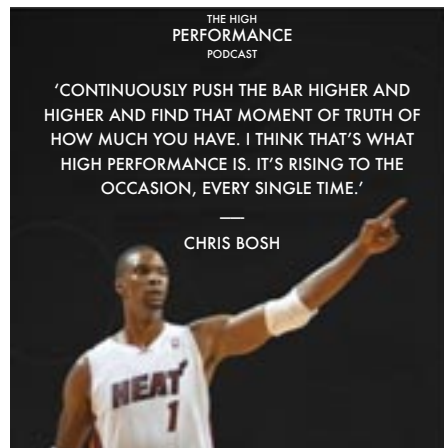 THE HIGH
PERFORMANCE
PODCAST
‘CONTINUOUSLY PUSH THE BAR HIGHER AND
HIGHER AND FIND THAT MOMENT OF TRUTH OF
HOW MUCH YOU HAVE. I THINK THAT’S WHAT
HIGH PERFORMANCE IS. IT’S RISING TO THE
OCCASION, EVERY SINGLE TIME.’
CHRIS BOSH
HEAT
1